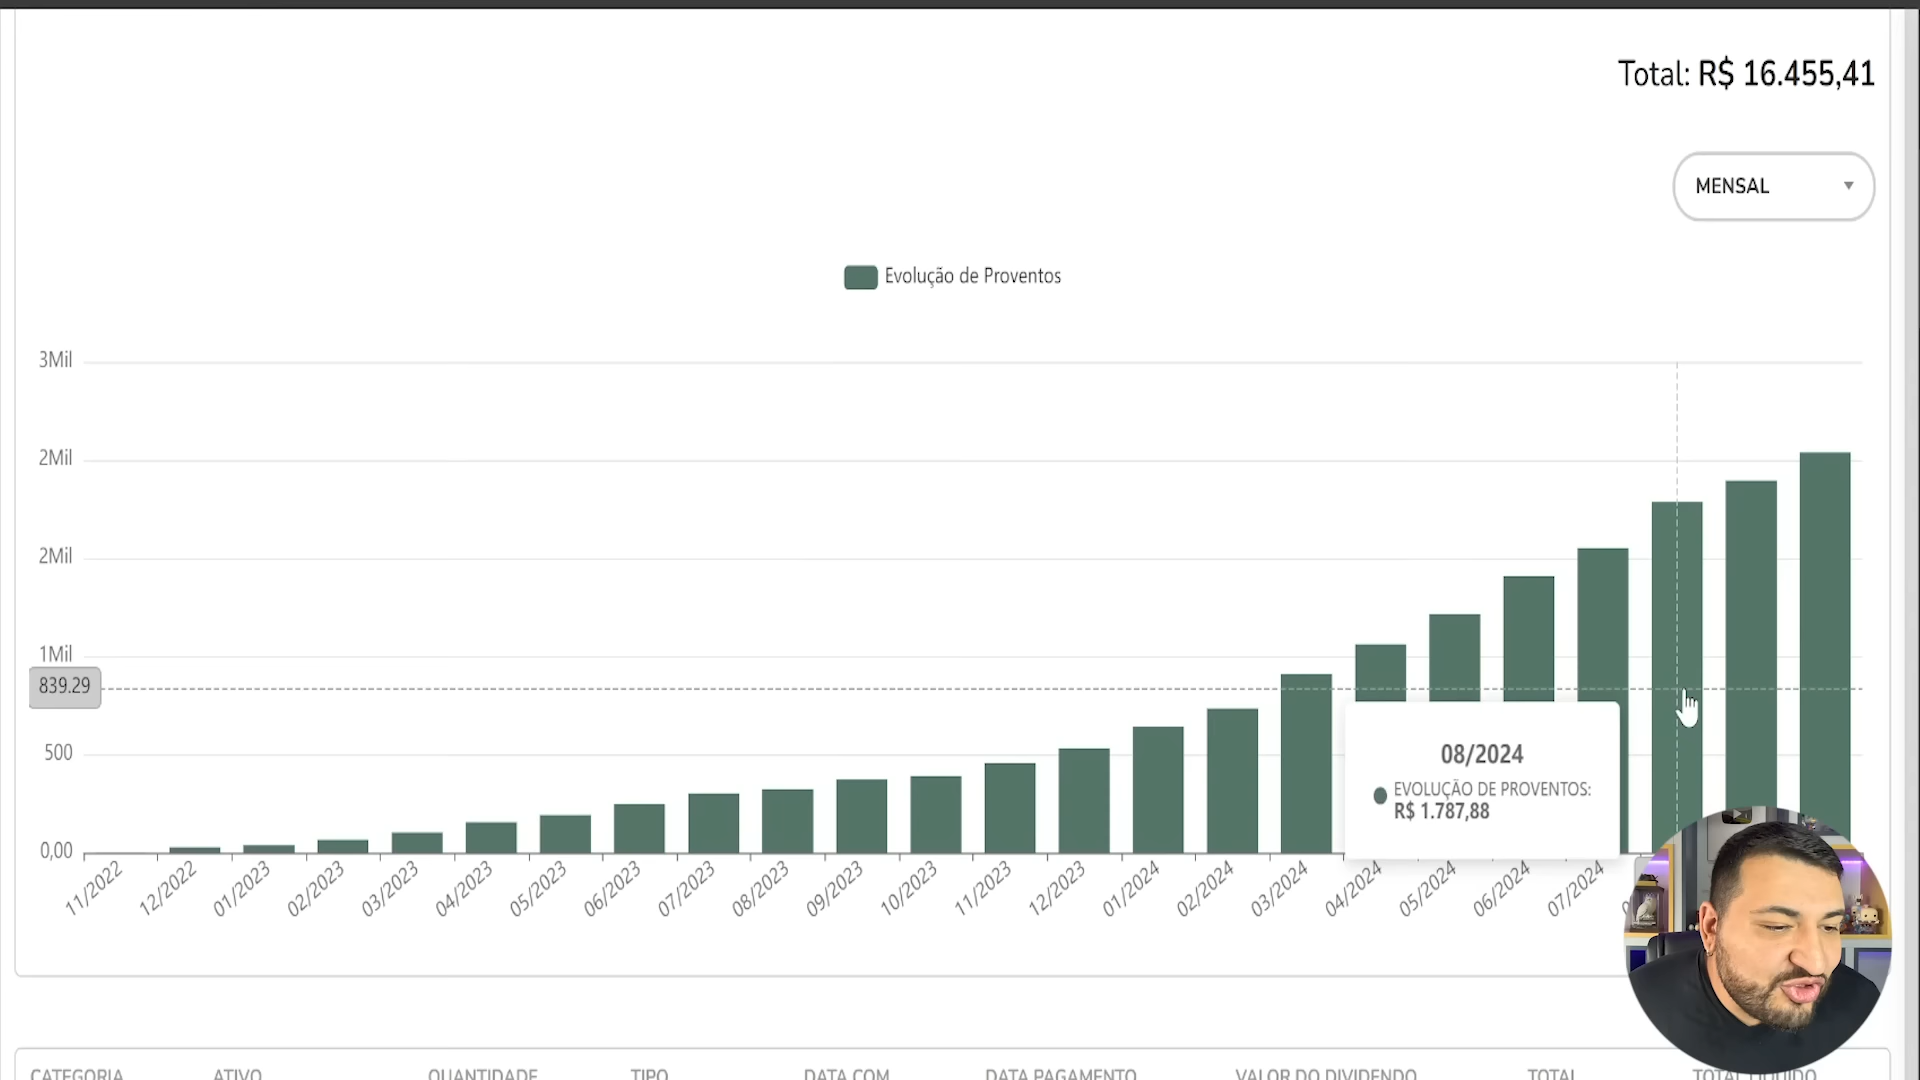 Total: R$ 16.455,41
MENSAL
Evolução de Proventos
3Mil
2Mil
2Mil
1Mil
839.29
500
0,00
08/2024
EVOLUÇÃO DE PROVENTOS:
R$ 1.787,88
11/2022 12/2022 01/2023 02/2023 03/2023 04/2023 05/2023 06/2023 07/2023 08/2023 09/2023 10/2023 11/2023 12/2023 01/2024 02/2024 03/2024 04/2024 05/2024 06/2024 07/2024
CATEGORIA ATIVO QUANTIDADE TIPO DATA COM DATA PAGAMENTO VALOR DO DIVIDENDO TOTAL TOTAL LÍQUIDO